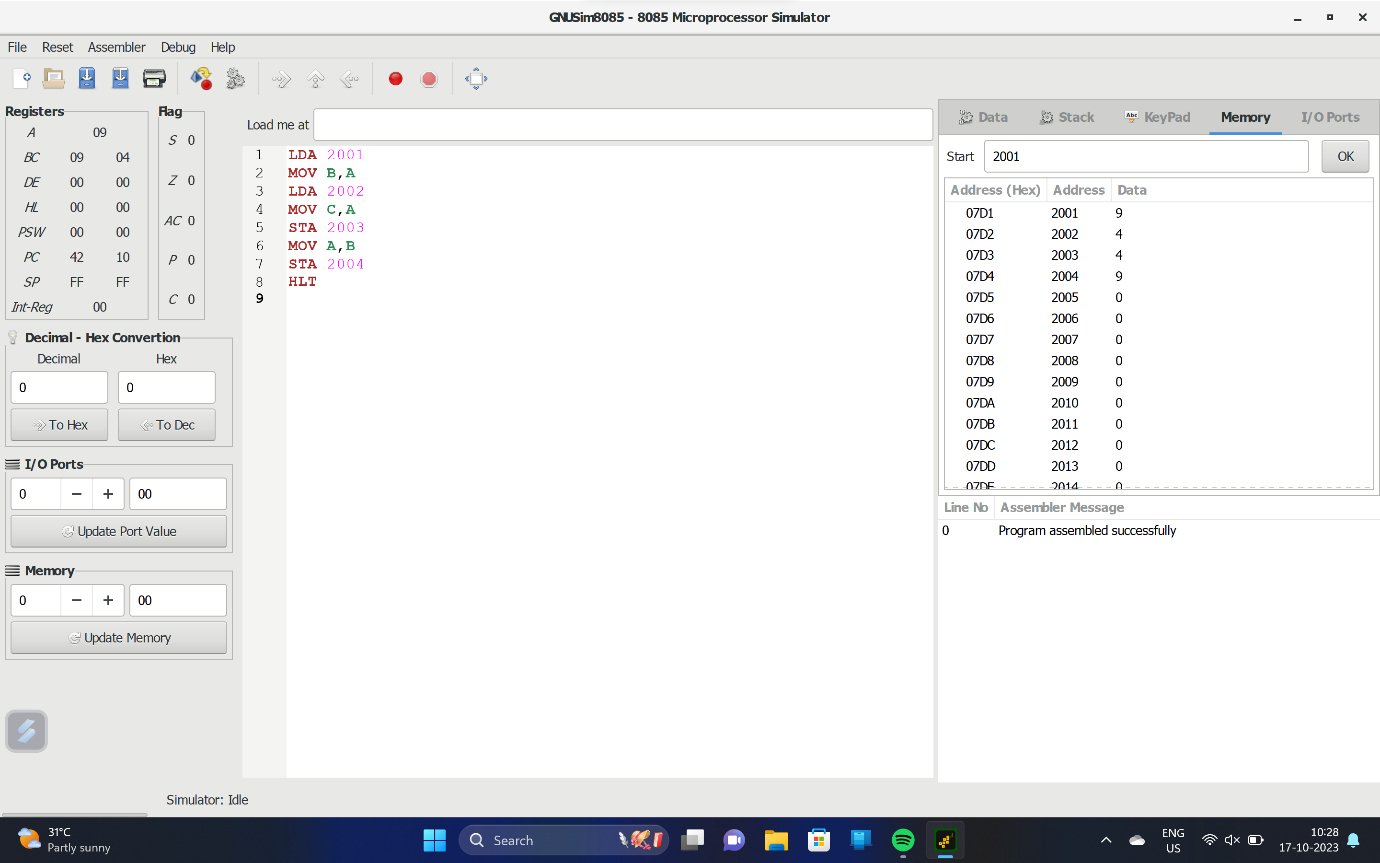 GNUSim8085 - 8085 Microprocessor Simulator
File Reset Assembler Debug Help
Registers
A 09
BC 09 04
DE 00 00
HL 00 00
PSW 00 00
PC 42 10
SP FF FF
Int-Reg 00
Flag
S 0
Z 0
AC 0
P 0
C 0
Decimal - Hex Convertion
Decimal Hex
0 0
To Hex To Dec
I/O Ports
0 − + 00
Update Port Value
Memory
0 − + 00
Update Memory
Load me at
1 LDA 2001
2 MOV B,A
3 LDA 2002
4 MOV C,A
5 STA 2003
6 MOV A,B
7 STA 2004
8 HLT
9
Simulator: Idle
Data Stack Abc KeyPad Memory I/O Ports
Start 2001 OK
Address (Hex) Address Data
07D1 2001 9
07D2 2002 4
07D3 2003 4
07D4 2004 9
07D5 2005 0
07D6 2006 0
07D7 2007 0
07D8 2008 0
07D9 2009 0
07DA 2010 0
07DB 2011 0
07DC 2012 0
07DD 2013 0
07DE 2014 0
Line No Assembler Message
0 Program assembled successfully
31°C
Partly sunny
Search
ENG
US
10:28
17-10-2023